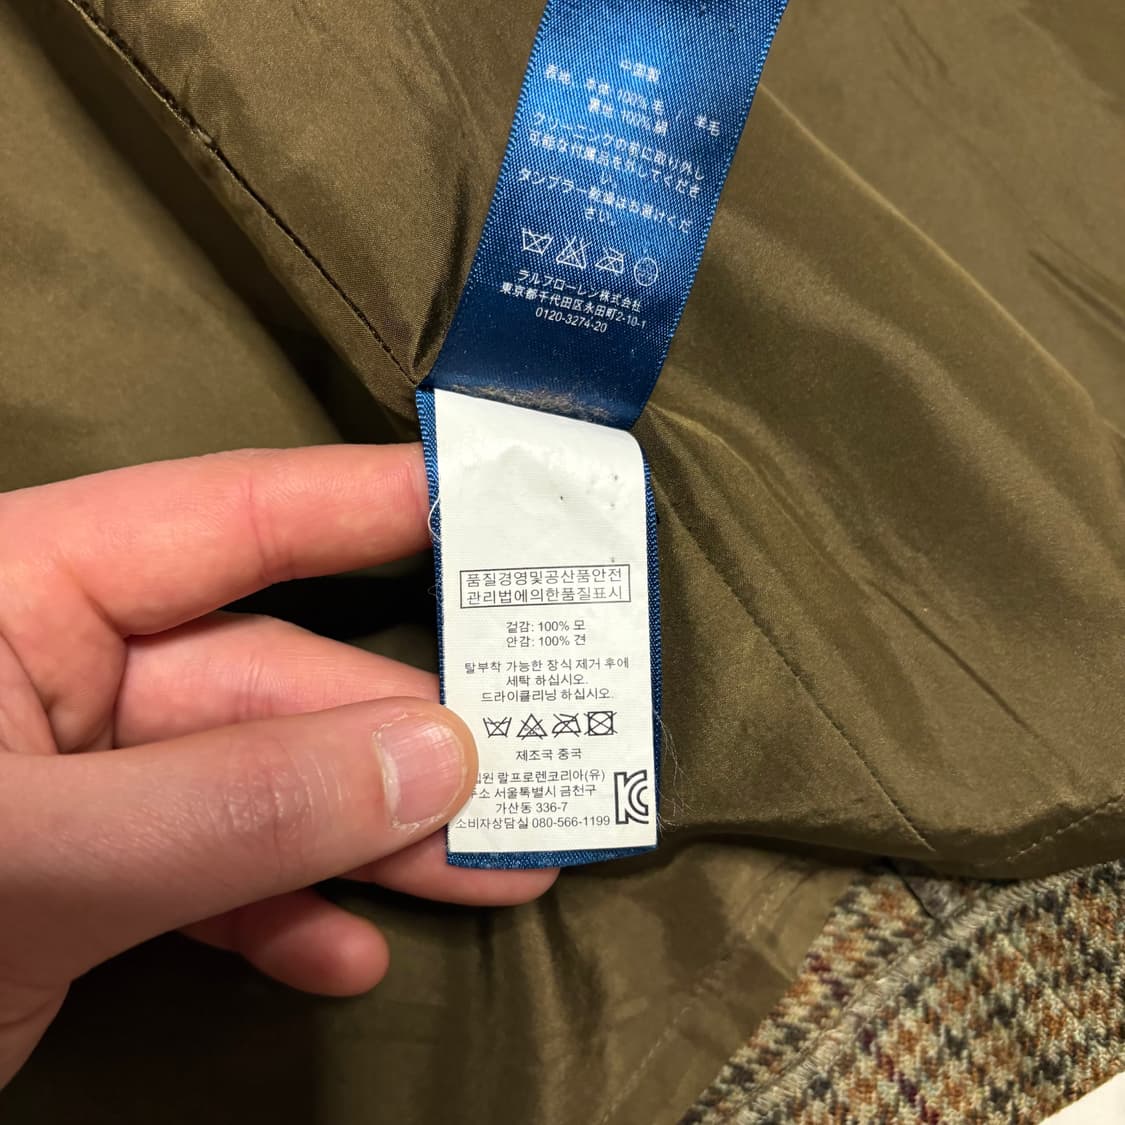 中国製
表地、本体 100% 毛、羊毛
裏地 100% 絹
クリーニングの前に取り外し
可能な付属品をなしてくださ
い。
タンブラー乾燥はお避けくだ
さい。
ラルフローレン株式会社
東京都千代田区永田町2-10-1
0120-3274-20
품질경영및공산품안전
관리법에의한품질표시
겉감: 100% 모
안감: 100% 견
탈부착 가능한 장식 제거 후에
세탁 하십시오.
드라이클리닝 하십시오.
제조국 중국
랄프로렌코리아(유)
서울특별시 금천구
가산동 336-7
소비자상담실 080-566-1199